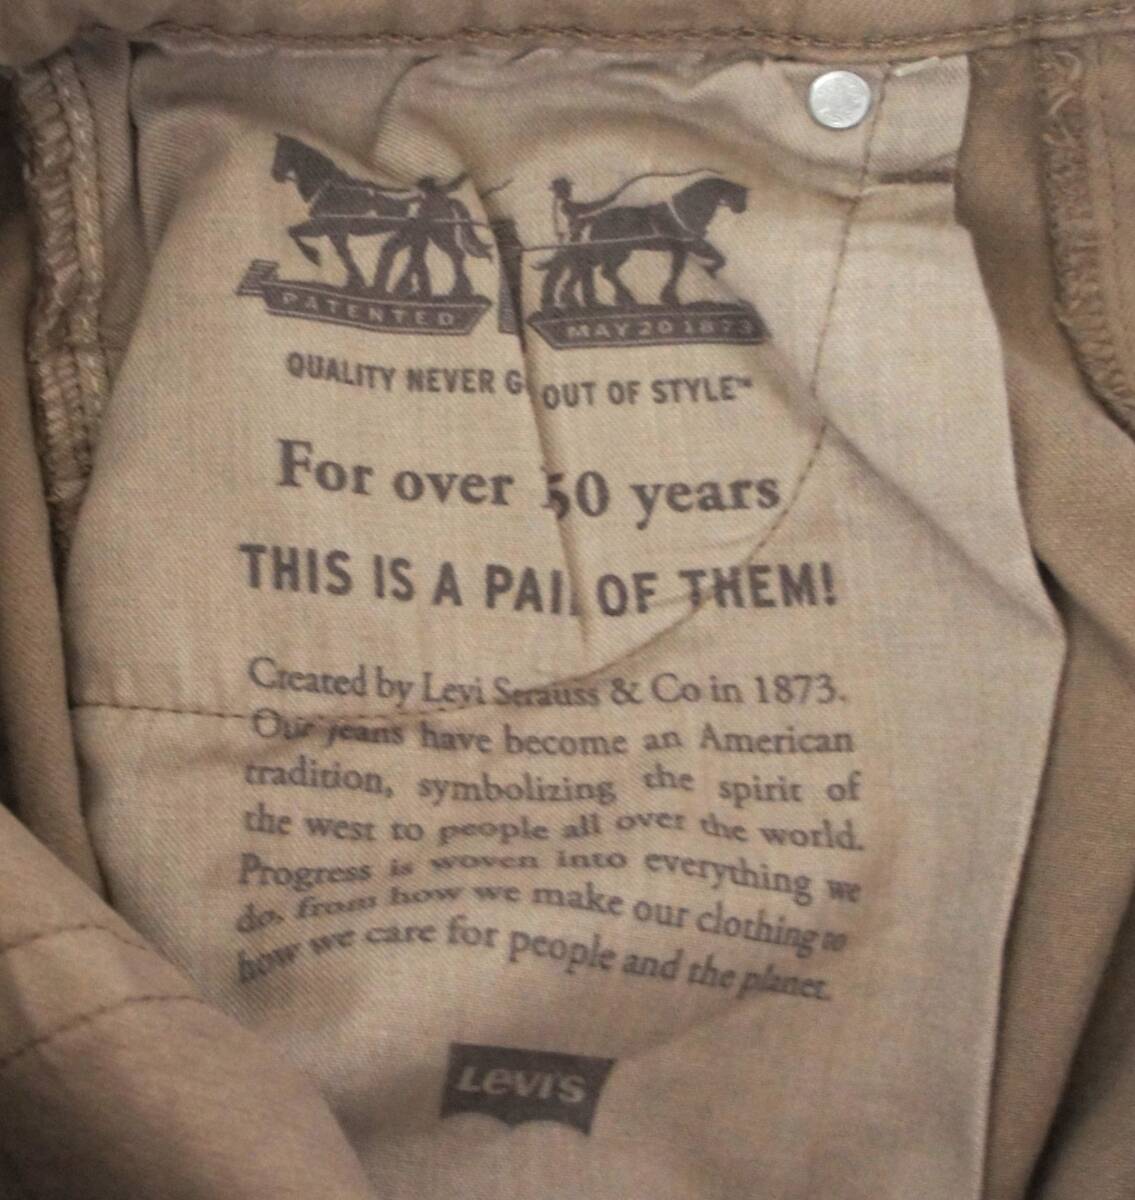 PATENTED MAY 20 1873
QUALITY NEVER G OUT OF STYLE™
For over 50 years
THIS IS A PAI OF THEM!
Created by Levi Strauss & Co in 1873.
Our jeans have become an American
tradition, symbolizing the spirit of
the west to people all over the world.
Progress is woven into everything we
do, from how we make our clothing to
how we care for people and the planet.
LEVI'S